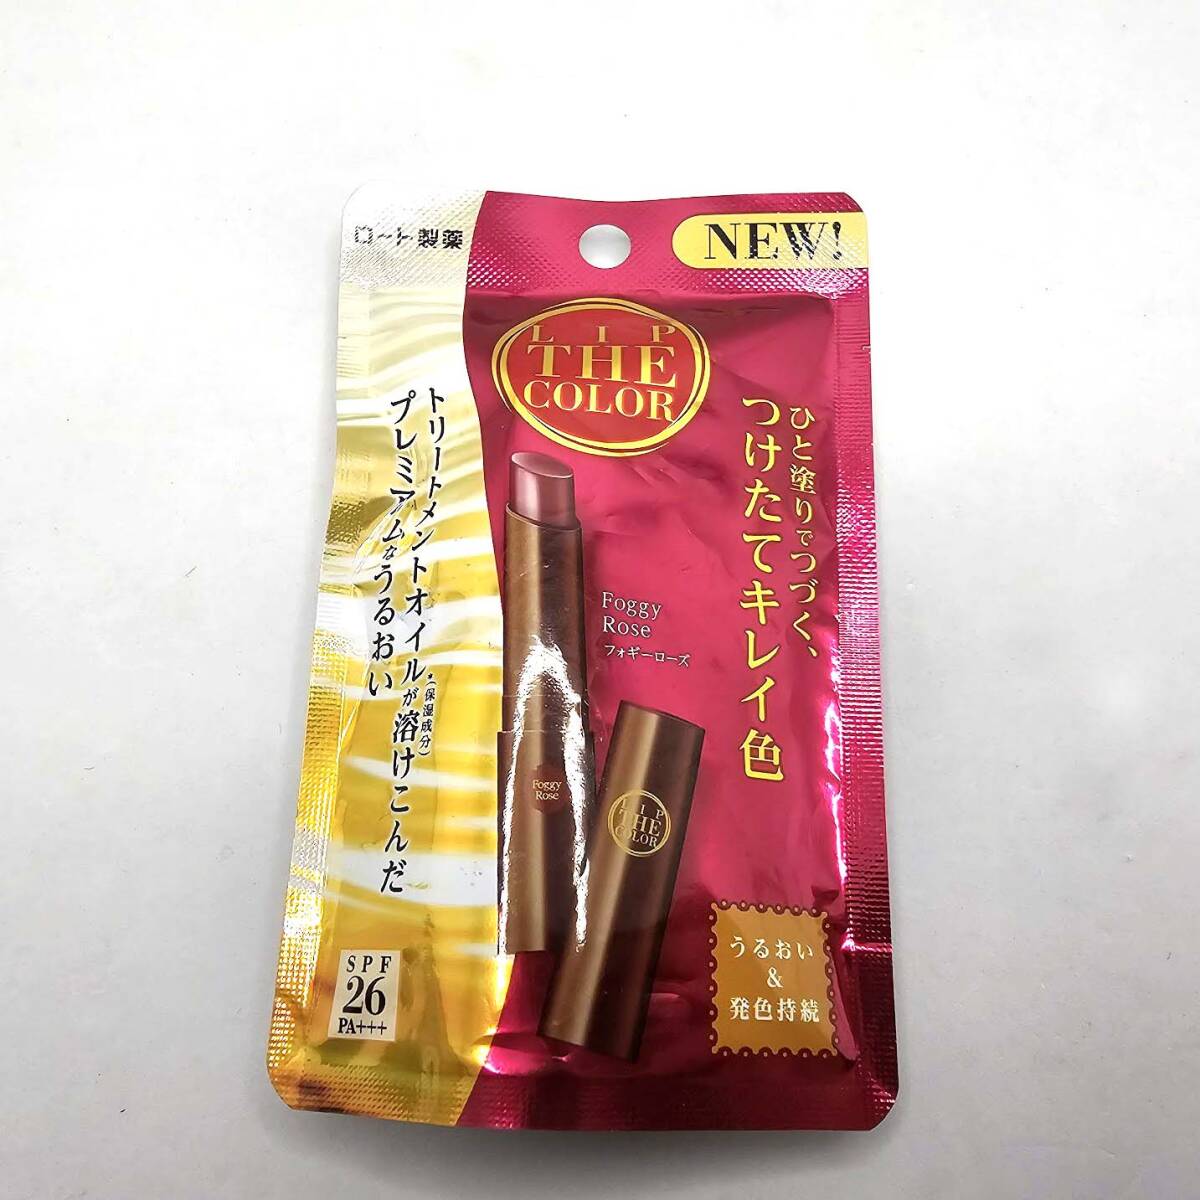 ロート製薬
NEW!
LIP
THE
COLOR
ひと塗りでつづく、
つけたてキレイ色
トリートメントオイルが溶けこんだ
*(保湿成分)
プレミアムなうるおい
Foggy
Rose
フォギーローズ
Foggy
Rose
LIP
THE
COLOR
うるおい
&
発色持続
SPF
26
PA+++